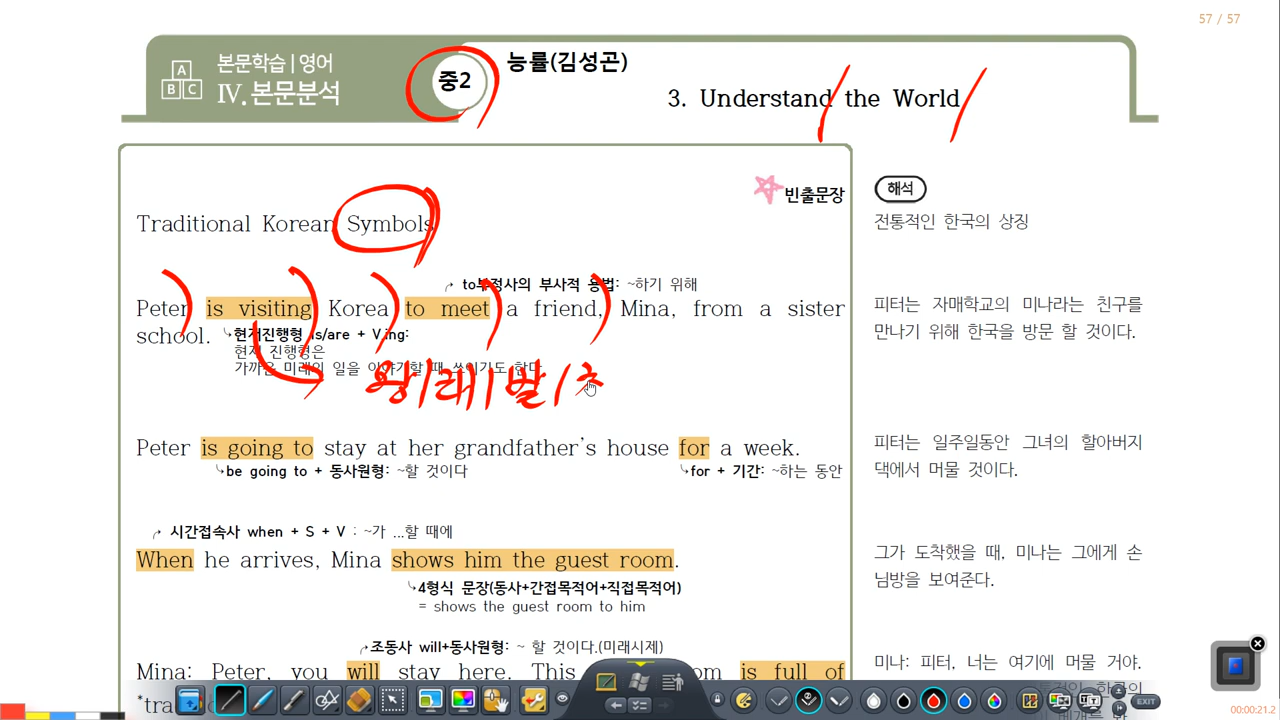 57 / 57
본문학습 | 영어
Ⅳ. 본문분석
A
B C
중2
능률(김성곤)
3. Understand the World
빈출문장
해석
Traditional Korean Symbols
전통적인 한국의 상징
to부정사의 부사적 용법: ~하기 위해
Peter is visiting Korea to meet a friend, Mina, from a sister
school.
현재진행형 is/are + V.ing:
현재 진행형은
가까운 미래의 일을 이야기할 때 쓰이기도 한다
피터는 자매학교의 미나라는 친구를
만나기 위해 한국을 방문 할 것이다.
왕/래/발/
Peter is going to stay at her grandfather's house for a week.
be going to + 동사원형: ~할 것이다
for + 기간: ~하는 동안
피터는 일주일동안 그녀의 할아버지
댁에서 머물 것이다.
시간접속사 when + S + V : ~가 ...할 때에
When he arrives, Mina shows him the guest room.
4형식 문장(동사+간접목적어+직접목적어)
= shows the guest room to him
그가 도착했을 때, 미나는 그에게 손
님방을 보여준다.
조동사 will+동사원형: ~ 할 것이다.(미래시제)
Mina: Peter, you will stay here. This is full of
미나: 피터, 너는 여기에 머물 거야.
EXIT
00:00:21.2